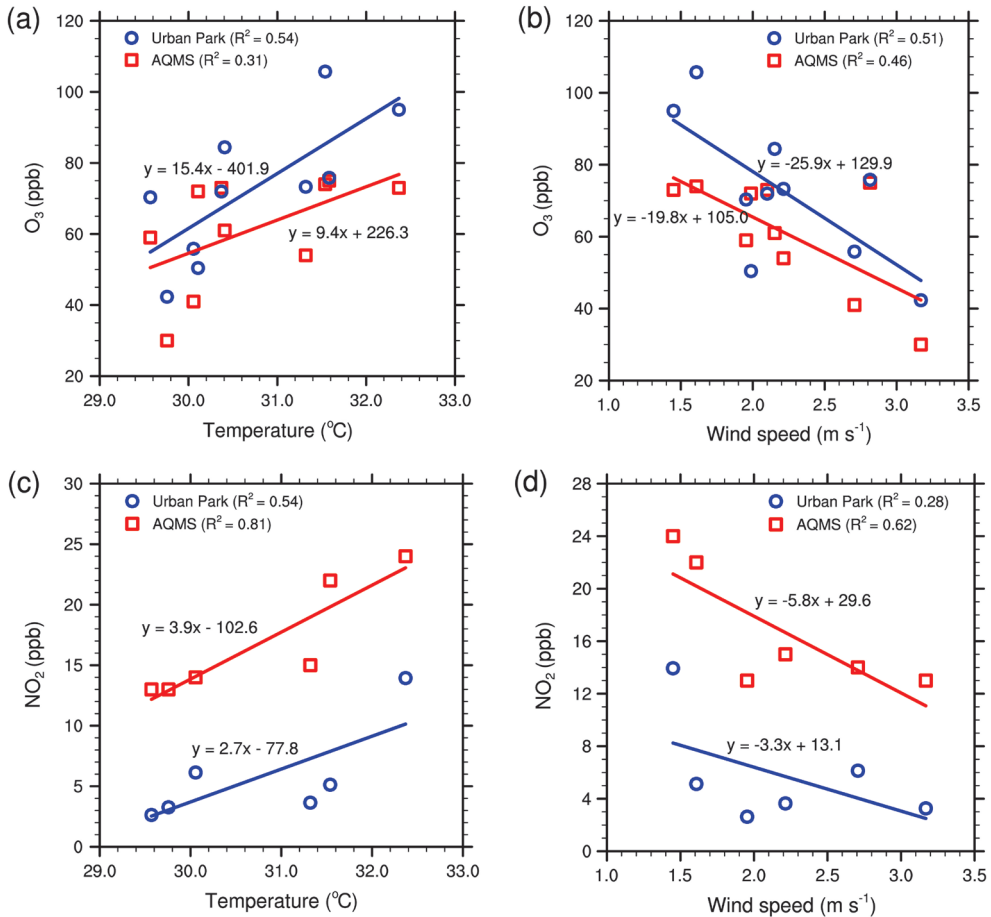 (a)
120
100
80
60
40
20
O3 (ppb)
Urban Park (R² = 0.54)
AQMS (R² = 0.31)
y = 15.4x - 401.9
y = 9.4x + 226.3
29.0 30.0 31.0 32.0 33.0
Temperature (°C)
(b)
120
100
80
60
40
20
O3 (ppb)
Urban Park (R² = 0.51)
AQMS (R² = 0.46)
y = -25.9x + 129.9
y = -19.8x + 105.0
1.0 1.5 2.0 2.5 3.0 3.5
Wind speed (m s⁻¹)
(c)
30
25
20
15
10
5
0
NO2 (ppb)
Urban Park (R² = 0.54)
AQMS (R² = 0.81)
y = 3.9x - 102.6
y = 2.7x - 77.8
29.0 30.0 31.0 32.0 33.0
Temperature (°C)
(d)
28
24
20
16
12
8
4
0
NO2 (ppb)
Urban Park (R² = 0.28)
AQMS (R² = 0.62)
y = -5.8x + 29.6
y = -3.3x + 13.1
1.0 1.5 2.0 2.5 3.0 3.5
Wind speed (m s⁻¹)